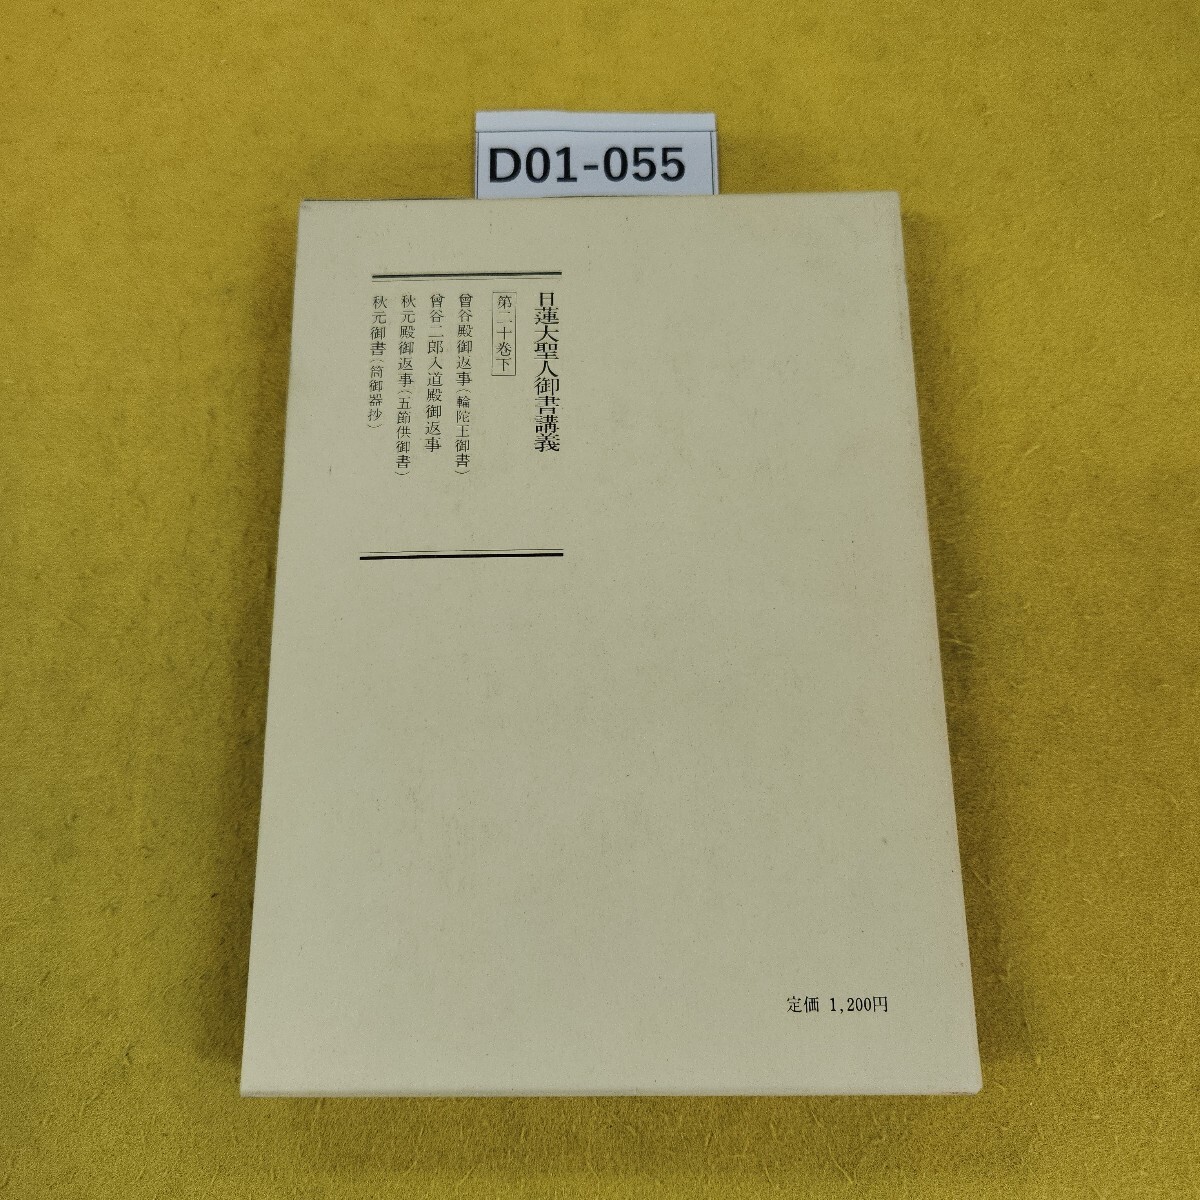 D01-055
日蓮大聖人御書講義
第二十巻下
曾谷殿御返事(輪陀王御書)
曾谷二郎入道殿御返事
秋元殿御返事(五節供御書)
秋元御書(筒御器抄)
定価 1,200円